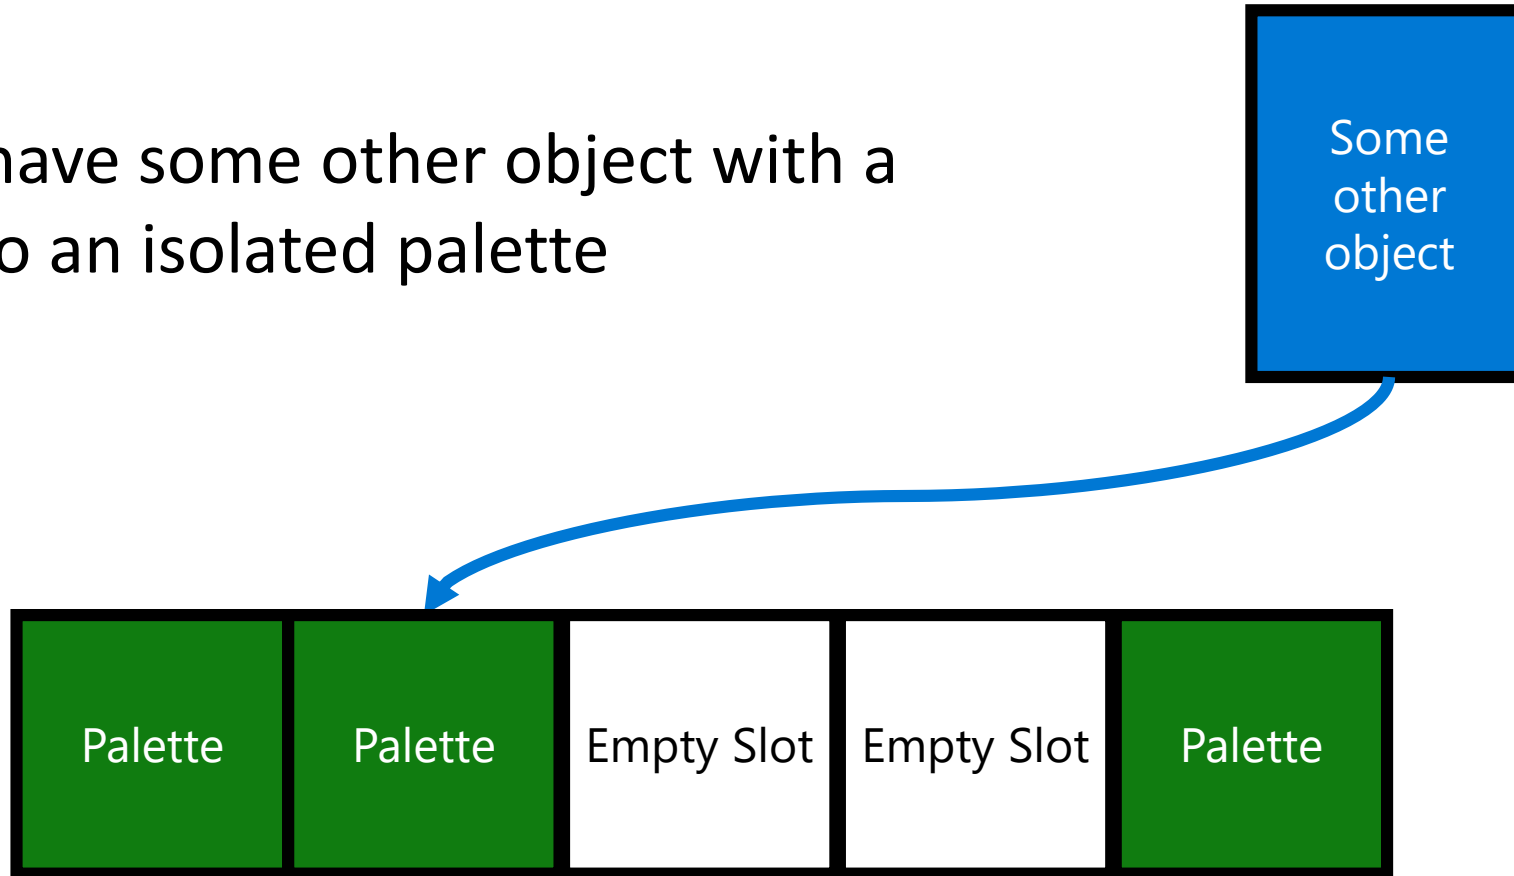 have some other object with a
o an isolated palette
Some
other
object
Palette
Palette
Empty Slot
Empty Slot
Palette